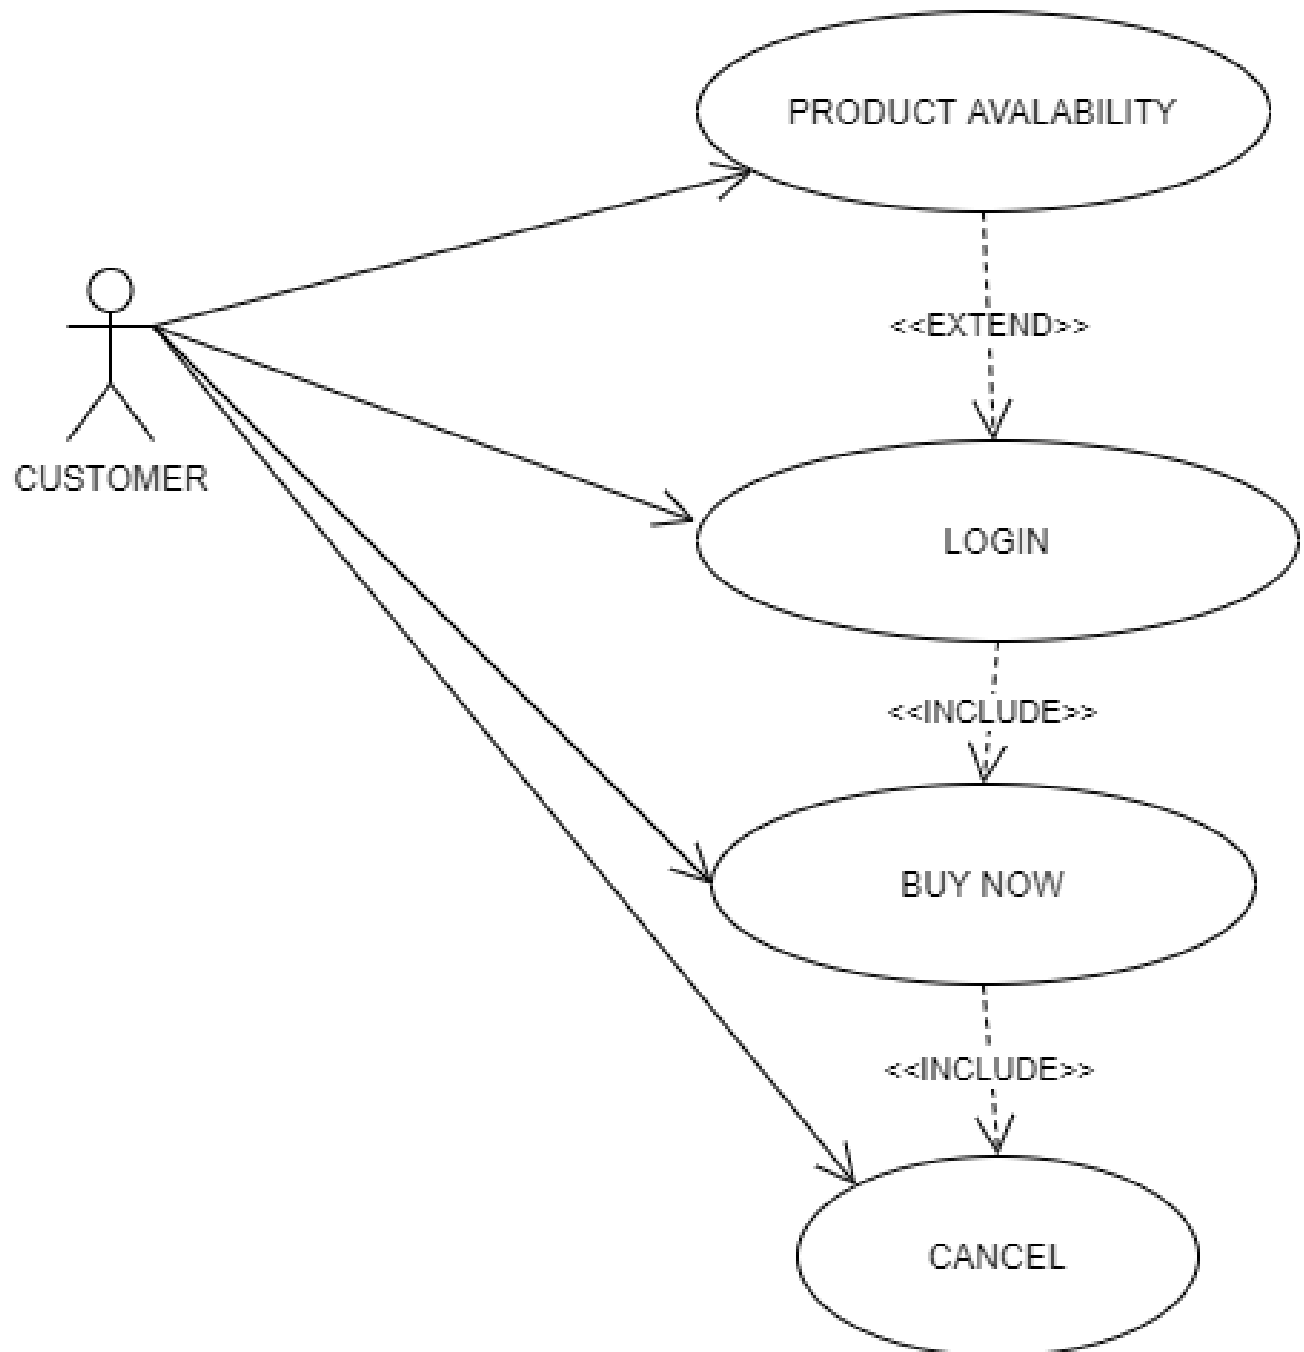 PRODUCT AVALABILITY
<<EXTEND>>
CUSTOMER
LOGIN
<<INCLUDE>>
BUY NOW
<<INCLUDE>>
CANCEL